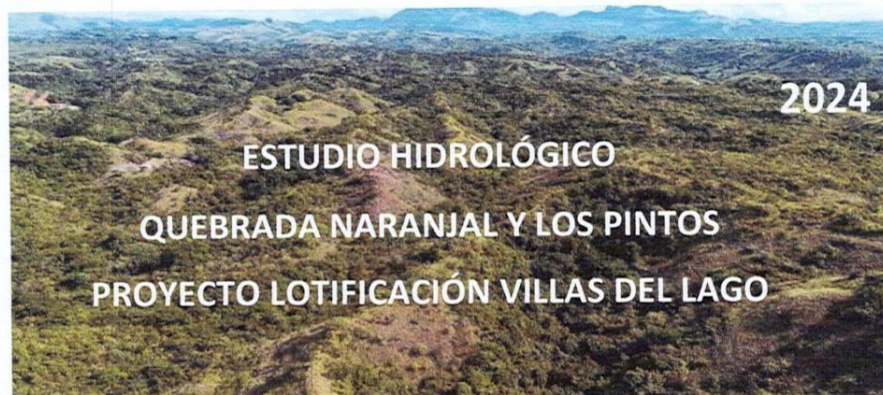 2024
ESTUDIO HIDROLÓGICO
QUEBRADA NARANJAL Y LOS PINTOS
PROYECTO LOTIFICACIÓN VILLAS DEL LAGO